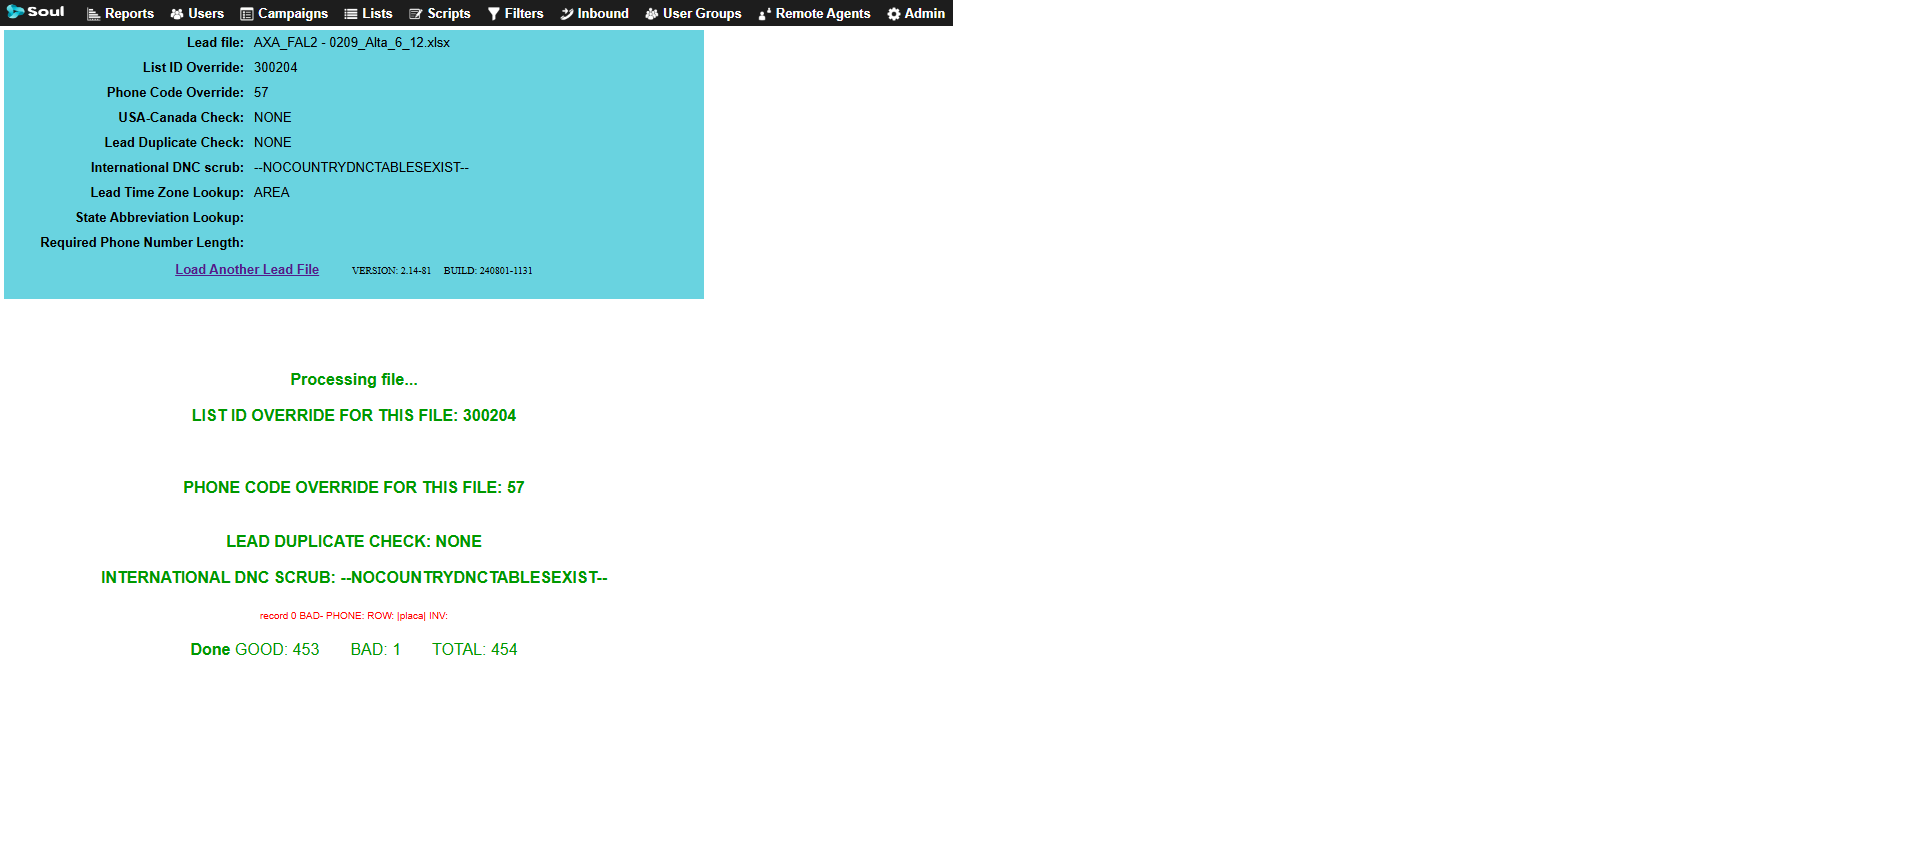 Soul Reports Users Campaigns Lists Scripts Filters Inbound User Groups Remote Agents Admin
Lead file: AXA_FAL2 - 0209_Alta_6_12.xlsx
List ID Override: 300204
Phone Code Override: 57
USA-Canada Check: NONE
Lead Duplicate Check: NONE
International DNC scrub: --NOCOUNTRYDNCTABLESEXIST--
Lead Time Zone Lookup: AREA
State Abbreviation Lookup:
Required Phone Number Length:
Load Another Lead File VERSION: 2.14-81 BUILD: 240801-1131
Processing file...
LIST ID OVERRIDE FOR THIS FILE: 300204
PHONE CODE OVERRIDE FOR THIS FILE: 57
LEAD DUPLICATE CHECK: NONE
INTERNATIONAL DNC SCRUB: --NOCOUNTRYDNCTABLESEXIST--
record 0 BAD- PHONE: ROW: |placa| INV:
Done GOOD: 453 BAD: 1 TOTAL: 454